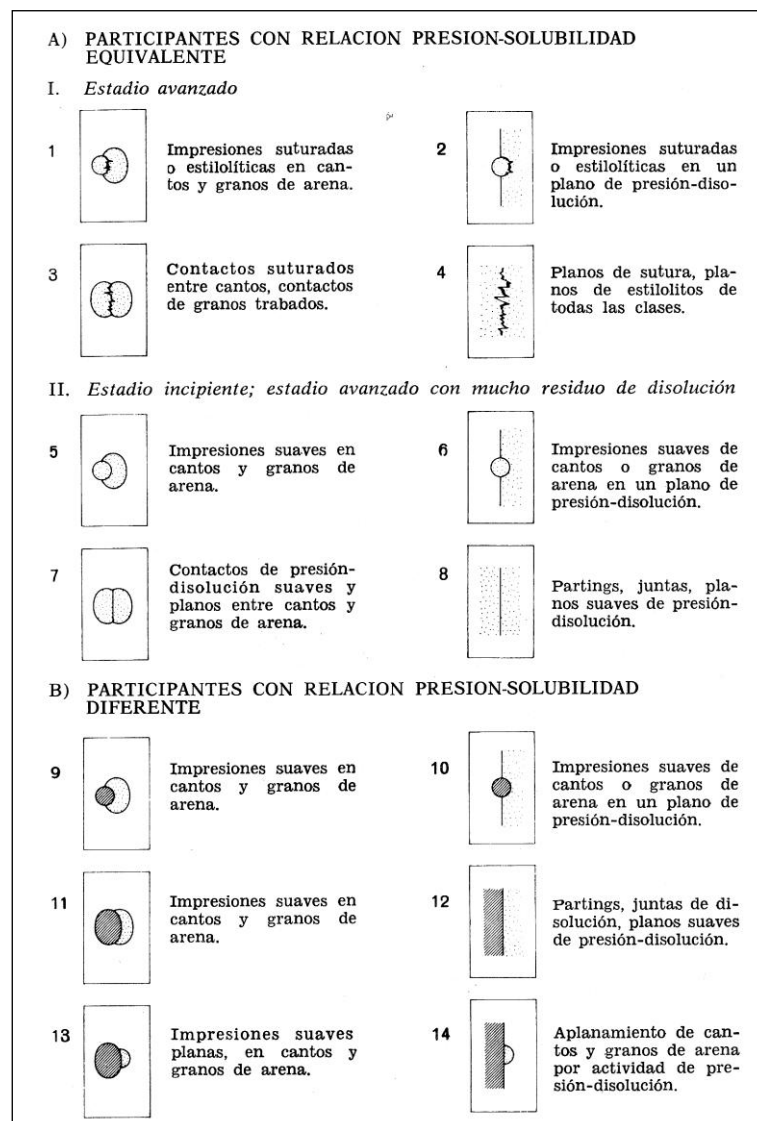 A) PARTICIPANTES CON RELACION PRESION-SOLUBILIDAD
EQUIVALENTE
I. Estadio avanzado
1
Impresiones suturadas
o estilolíticas en can-
tos y granos de arena.
2
Impresiones suturadas
o estilolíticas en un
plano de presión-diso-
lución.
3
Contactos suturados
entre cantos, contactos
de granos trabados.
4
Planos de sutura, pla-
nos de estilolitos de
todas las clases.
II. Estadio incipiente; estadio avanzado con mucho residuo de disolución
5
Impresiones suaves en
cantos y granos de
arena.
6
Impresiones suaves de
cantos o granos de
arena en un plano de
presión-disolución.
7
Contactos de presión-
disolución suaves y
planos entre cantos y
granos de arena.
8
Partings, juntas, pla-
nos suaves de presión-
disolución.
B) PARTICIPANTES CON RELACION PRESION-SOLUBILIDAD
DIFERENTE
9
Impresiones suaves en
cantos y granos de
arena.
10
Impresiones suaves de
cantos o granos de
arena en un plano de
presión-disolución.
11
Impresiones suaves en
cantos y granos de
arena.
12
Partings, juntas de di-
solución, planos suaves
de presión-disolución.
13
Impresiones suaves
planas, en cantos y
granos de arena.
14
Aplanamiento de can-
tos y granos de arena
por actividad de pre-
sión-disolución.